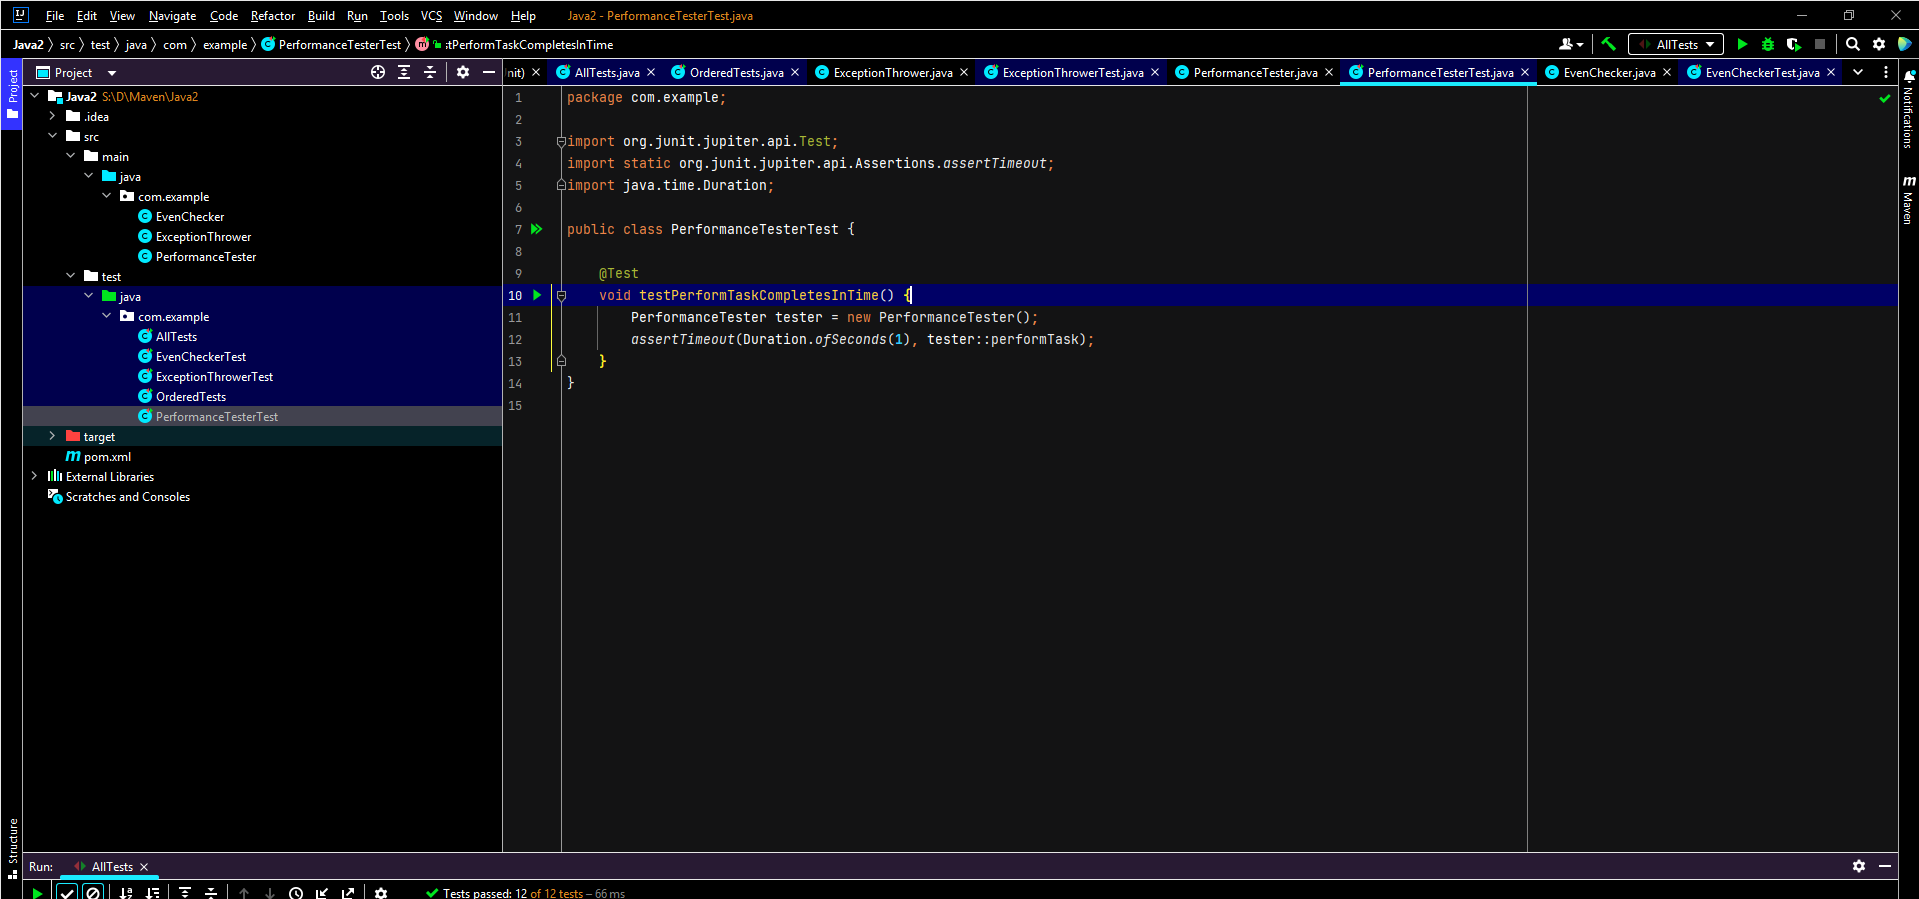 File Edit View Navigate Code Refactor Build Run Tools VCS Window Help Java2 - PerformanceTesterTest.java
Java2 src test java com example PerformanceTesterTest :tPerformTaskCompletesInTime AllTests
Project
Init) AllTests.java OrderedTests.java ExceptionThrower.java ExceptionThrowerTest.java PerformanceTester.java PerformanceTesterTest.java EvenChecker.java EvenCheckerTest.java
Project
Structure
Java2 S:\D\Maven\Java2
.idea
src
main
java
com.example
EvenChecker
ExceptionThrower
PerformanceTester
test
java
com.example
AllTests
EvenCheckerTest
ExceptionThrowerTest
OrderedTests
PerformanceTesterTest
target
pom.xml
External Libraries
Scratches and Consoles
1 package com.example;
2
3 import org.junit.jupiter.api.Test;
4 import static org.junit.jupiter.api.Assertions.assertTimeout;
5 import java.time.Duration;
6
7 public class PerformanceTesterTest {
8
9 @Test
10 void testPerformTaskCompletesInTime() {
11 PerformanceTester tester = new PerformanceTester();
12 assertTimeout(Duration.ofSeconds(1), tester::performTask);
13 }
14 }
15
Notifications
Maven
Run: AllTests
Tests passed: 12 of 12 tests – 66 ms